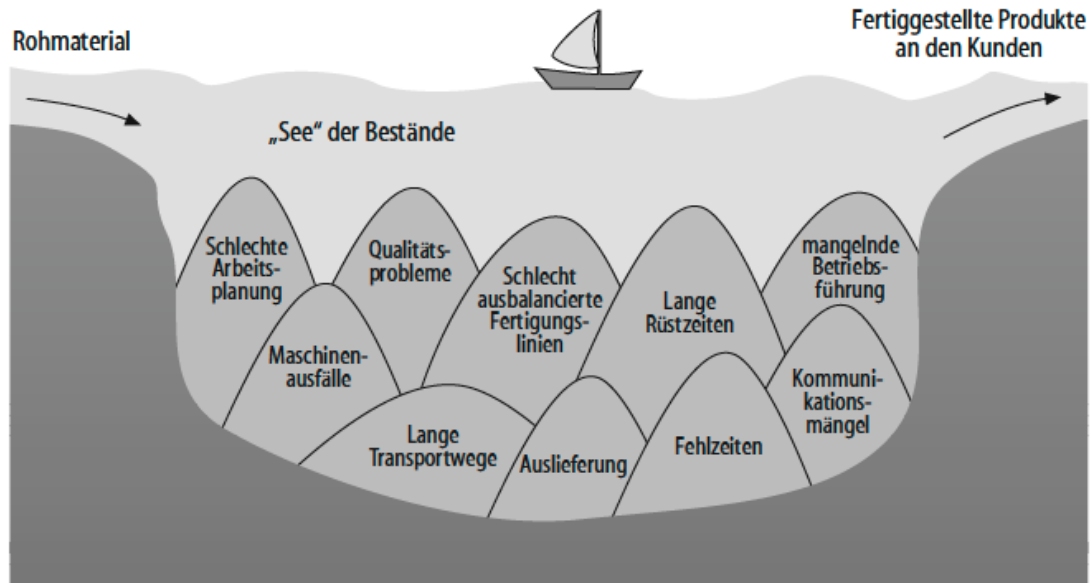 Rohmaterial
Fertiggestellte Produkte
an den Kunden
„See“ der Bestände
Schlechte
Arbeits-
planung
Qualitäts-
probleme
Schlecht
ausbalancierte
Fertigungs-
linien
Lange
Rüstzeiten
mangelnde
Betriebs-
führung
Maschinen-
ausfälle
Kommuni-
kations-
mängel
Lange
Transportwege
Auslieferung
Fehlzeiten